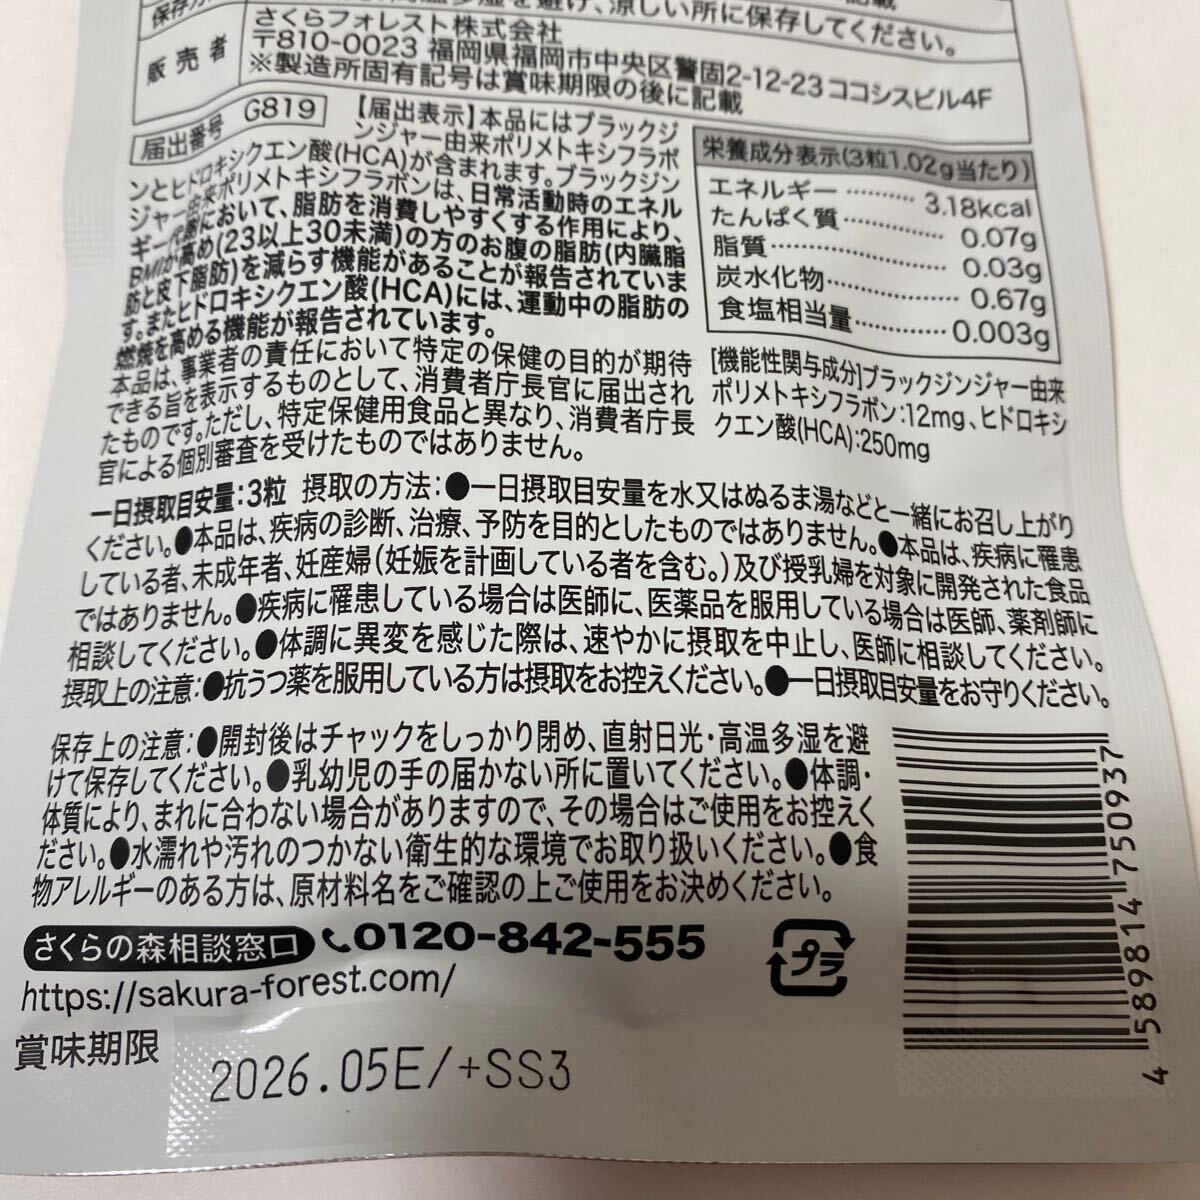 保存方
高温多湿を避け、涼しい所に保存してください。
記載
販売者
さくらフォレスト株式会社
〒810-0023 福岡県福岡市中央区警固2-12-23 ココシスビル4F
※製造所固有記号は賞味期限の後に記載
届出番号 G819
【届出表示】本品にはブラックジ
ンジャー由来ポリメトキシフラボ
ンとヒドロキシクエン酸(HCA)が含まれます。ブラックジン
ジャー由来ポリメトキシフラボンは、日常活動時のエネル
ギー代謝において、脂肪を消費しやすくする作用により、
BMIが高め(23以上30未満)の方のお腹の脂肪(内臓脂
肪と皮下脂肪)を減らす機能があることが報告されていま
す。またヒドロキシクエン酸(HCA)には、運動中の脂肪の
燃焼を高める機能が報告されています。
本品は、事業者の責任において特定の保健の目的が期待
できる旨を表示するものとして、消費者庁長官に届出され
たものです。ただし、特定保健用食品と異なり、消費者庁長
官による個別審査を受けたものではありません。
栄養成分表示(3粒1.02g当たり)
エネルギー ……… 3.18kcal
たんぱく質 ………… 0.07g
脂質 ……………… 0.03g
炭水化物 ………… 0.67g
食塩相当量 ……… 0.003g
[機能性関与成分]ブラックジンジャー由来
ポリメトキシフラボン:12mg、ヒドロキシ
クエン酸(HCA):250mg
一日摂取目安量:3粒 摂取の方法:●一日摂取目安量を水又はぬるま湯などと一緒にお召し上がり
ください。●本品は、疾病の診断、治療、予防を目的としたものではありません。●本品は、疾病に罹患
している者、未成年者、妊産婦(妊娠を計画している者を含む。)及び授乳婦を対象に開発された食品
ではありません。●疾病に罹患している場合は医師に、医薬品を服用している場合は医師、薬剤師に
相談してください。●体調に異変を感じた際は、速やかに摂取を中止し、医師に相談してください。
摂取上の注意:●抗うつ薬を服用している方は摂取をお控えください。●一日摂取目安量をお守りください。
保存上の注意:●開封後はチャックをしっかり閉め、直射日光・高温多湿を避
けて保存してください。●乳幼児の手の届かない所に置いてください。●体調・
体質により、まれに合わない場合がありますので、その場合はご使用をお控えく
ださい。●水濡れや汚れのつかない衛生的な環境でお取り扱いください。●食
物アレルギーのある方は、原材料名をご確認の上ご使用をお決めください。
さくらの森相談窓口 0120-842-555
https://sakura-forest.com/
プラ
4 589814 750937
賞味期限
2026.05E/+SS3